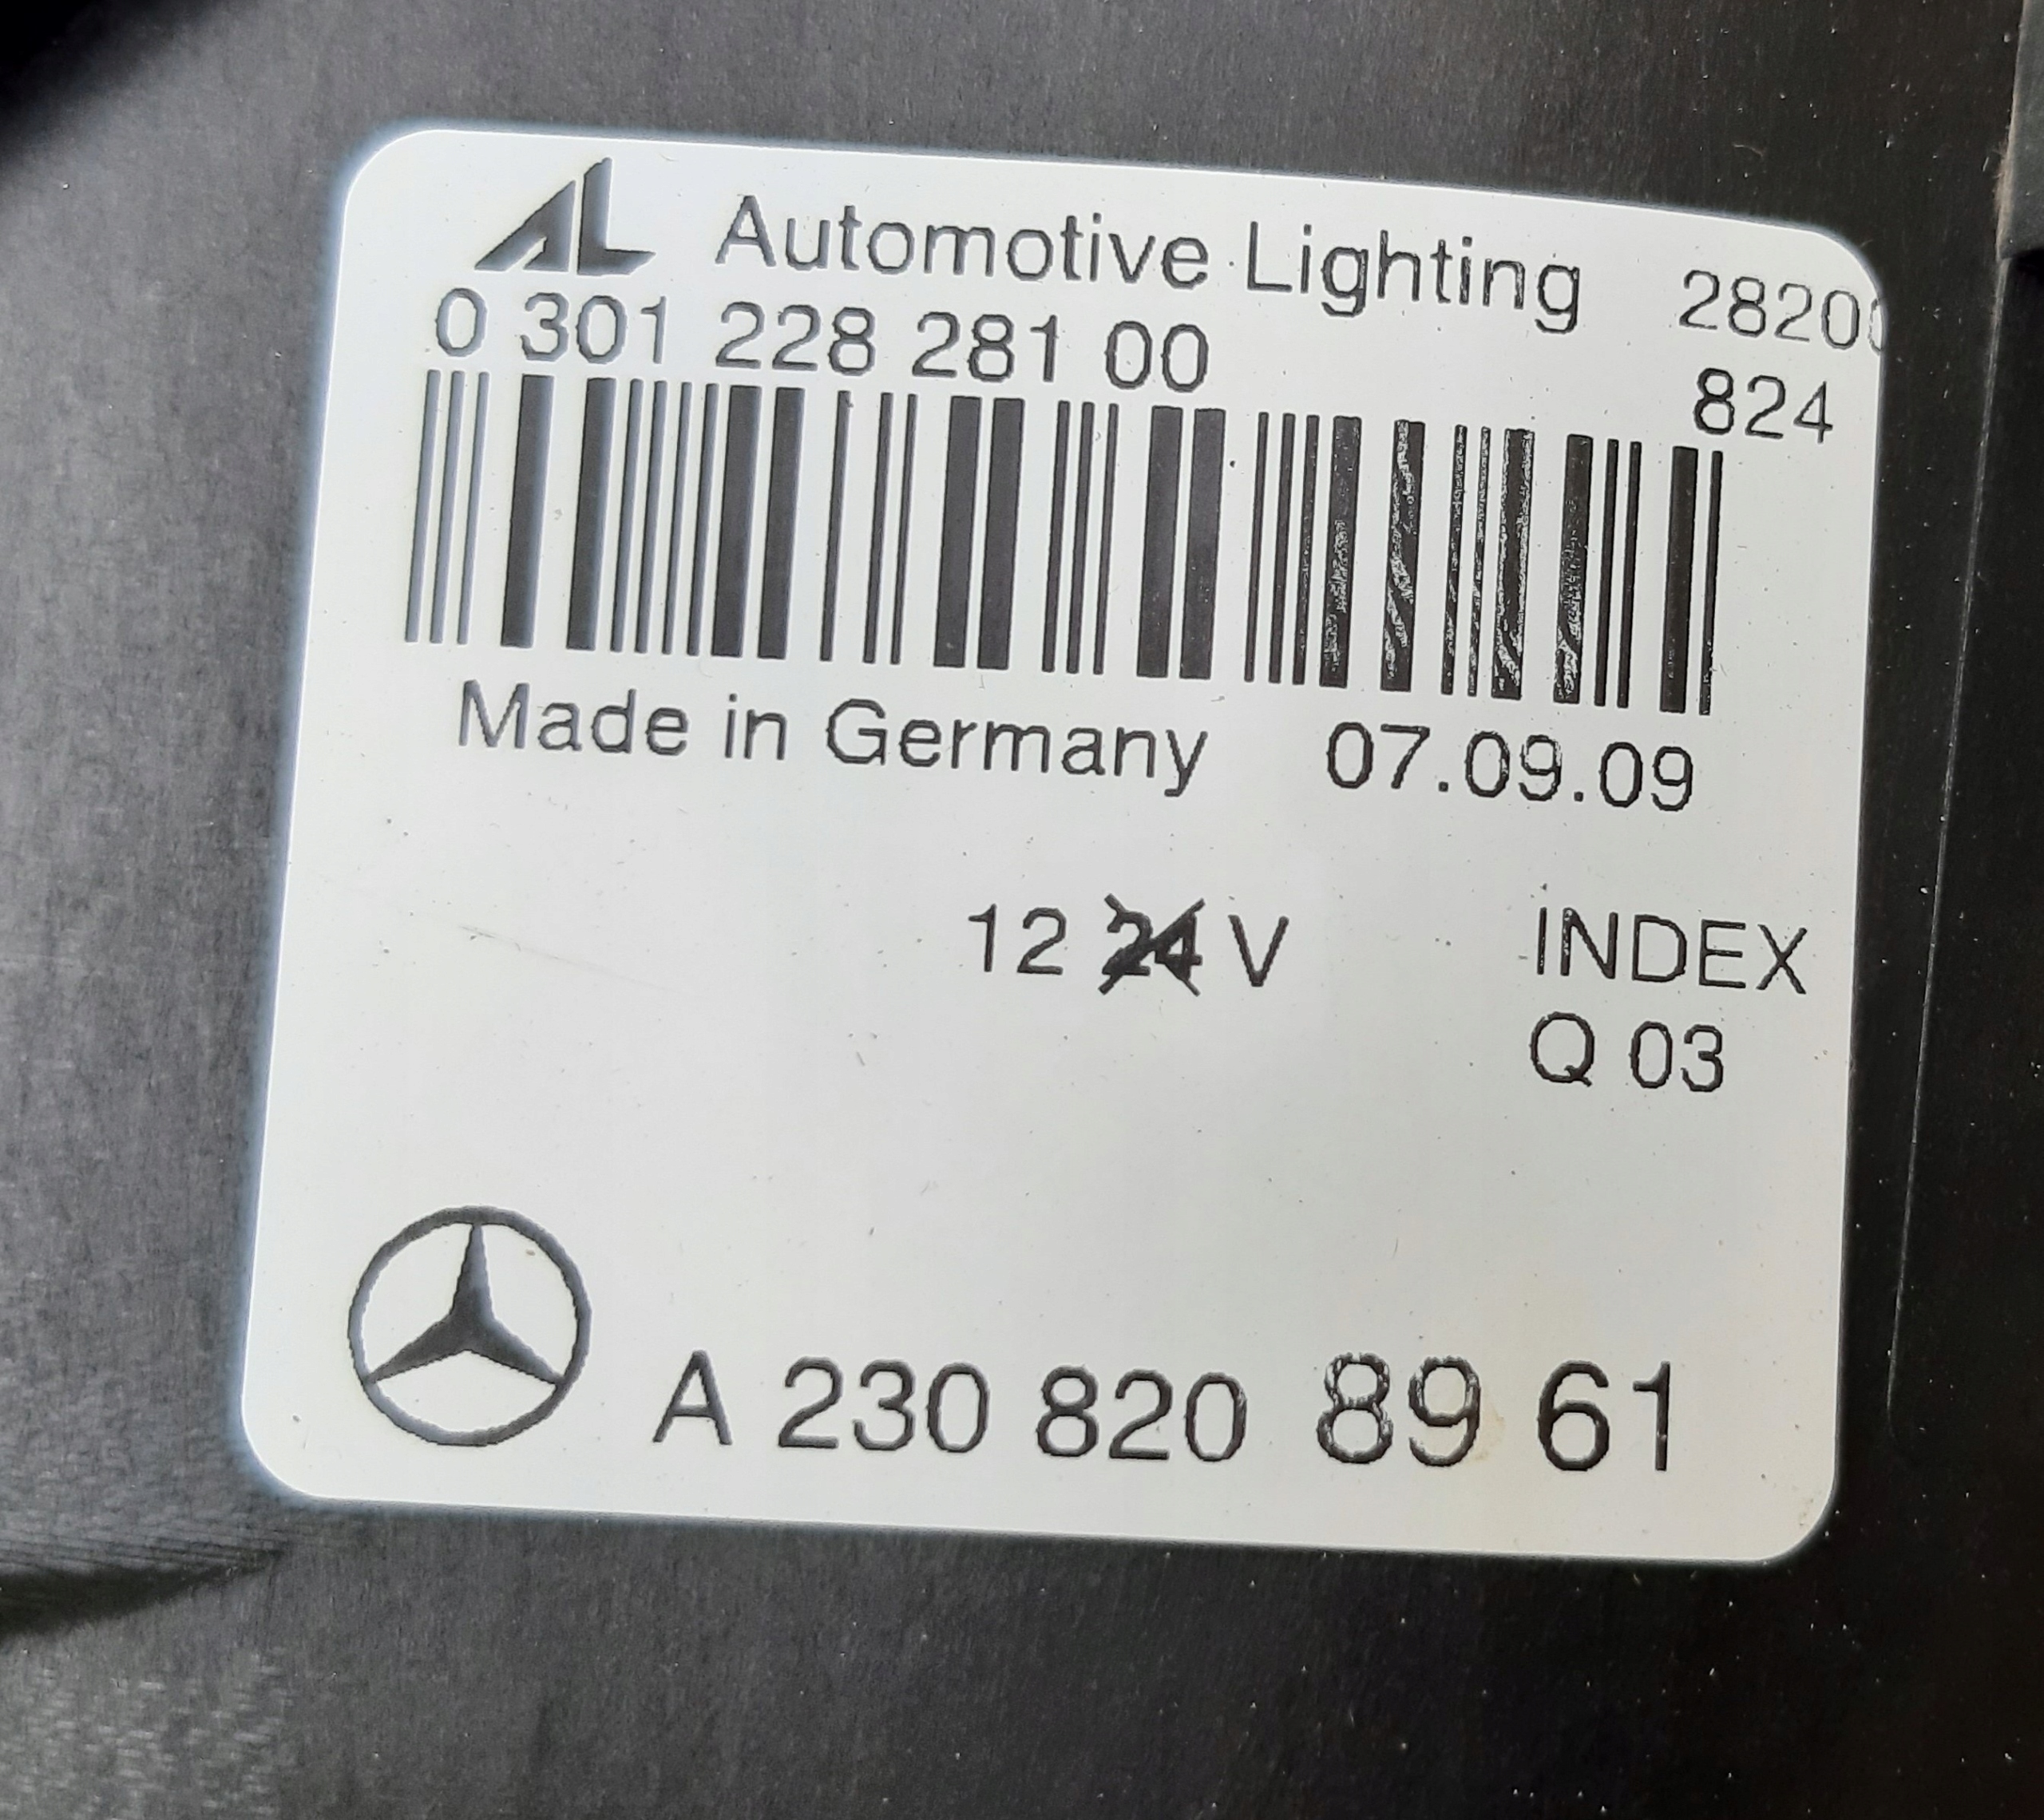 AL Automotive Lighting 2820
0 301 228 281 00
824
Made in Germany 07.09.09
12 24 V INDEX
Q 03
A 230 820 89 61